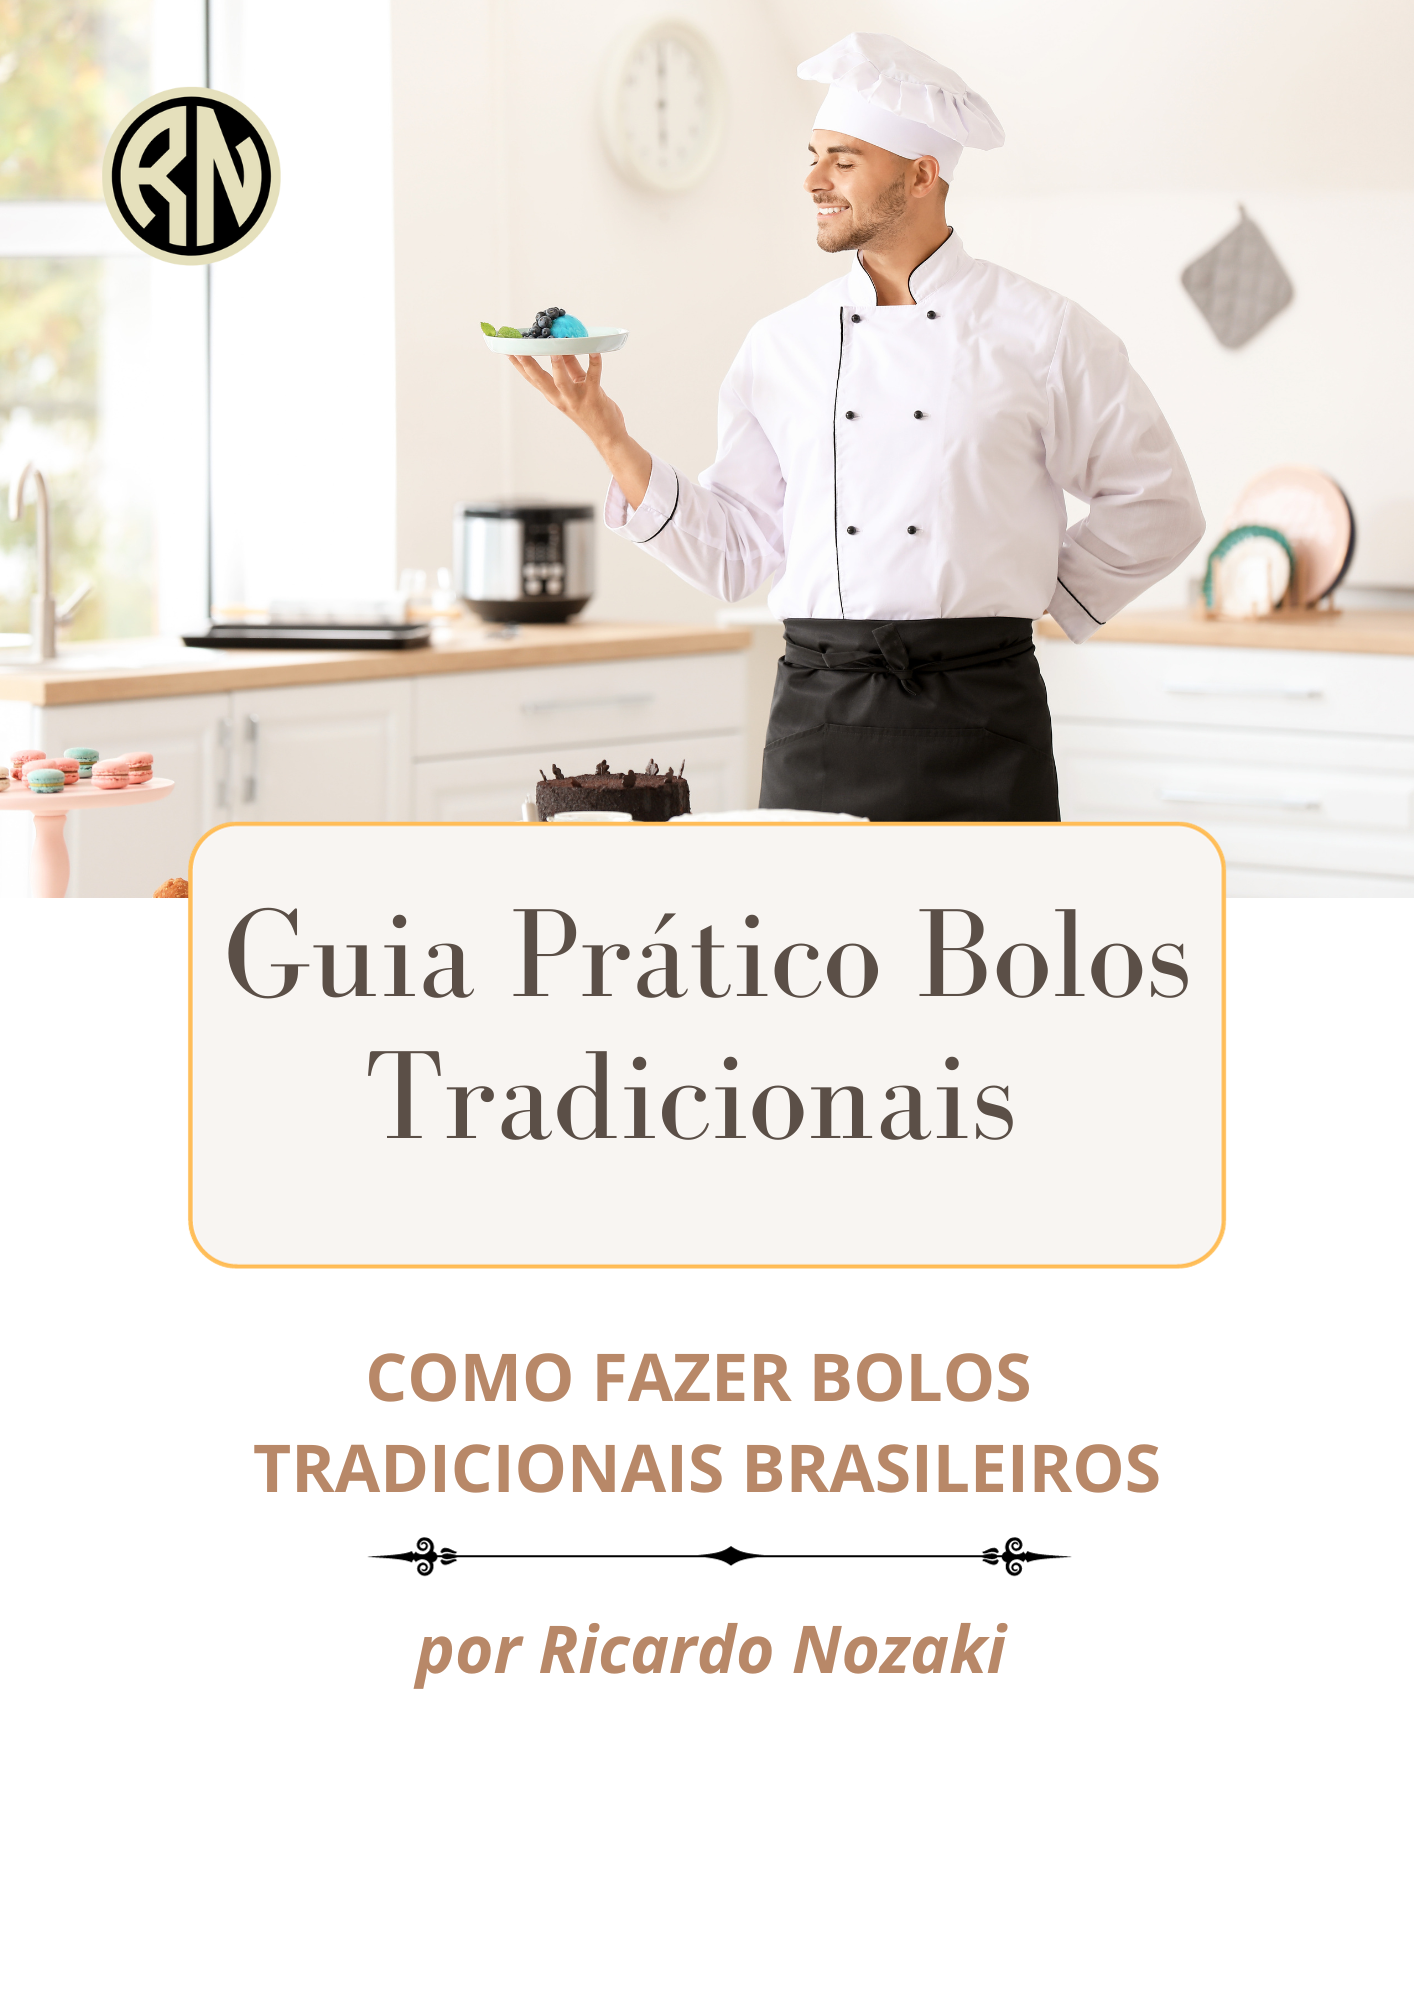 RN
Guia Prático Bolos
Tradicionais
COMO FAZER BOLOS
TRADICIONAIS BRASILEIROS
por Ricardo Nozaki